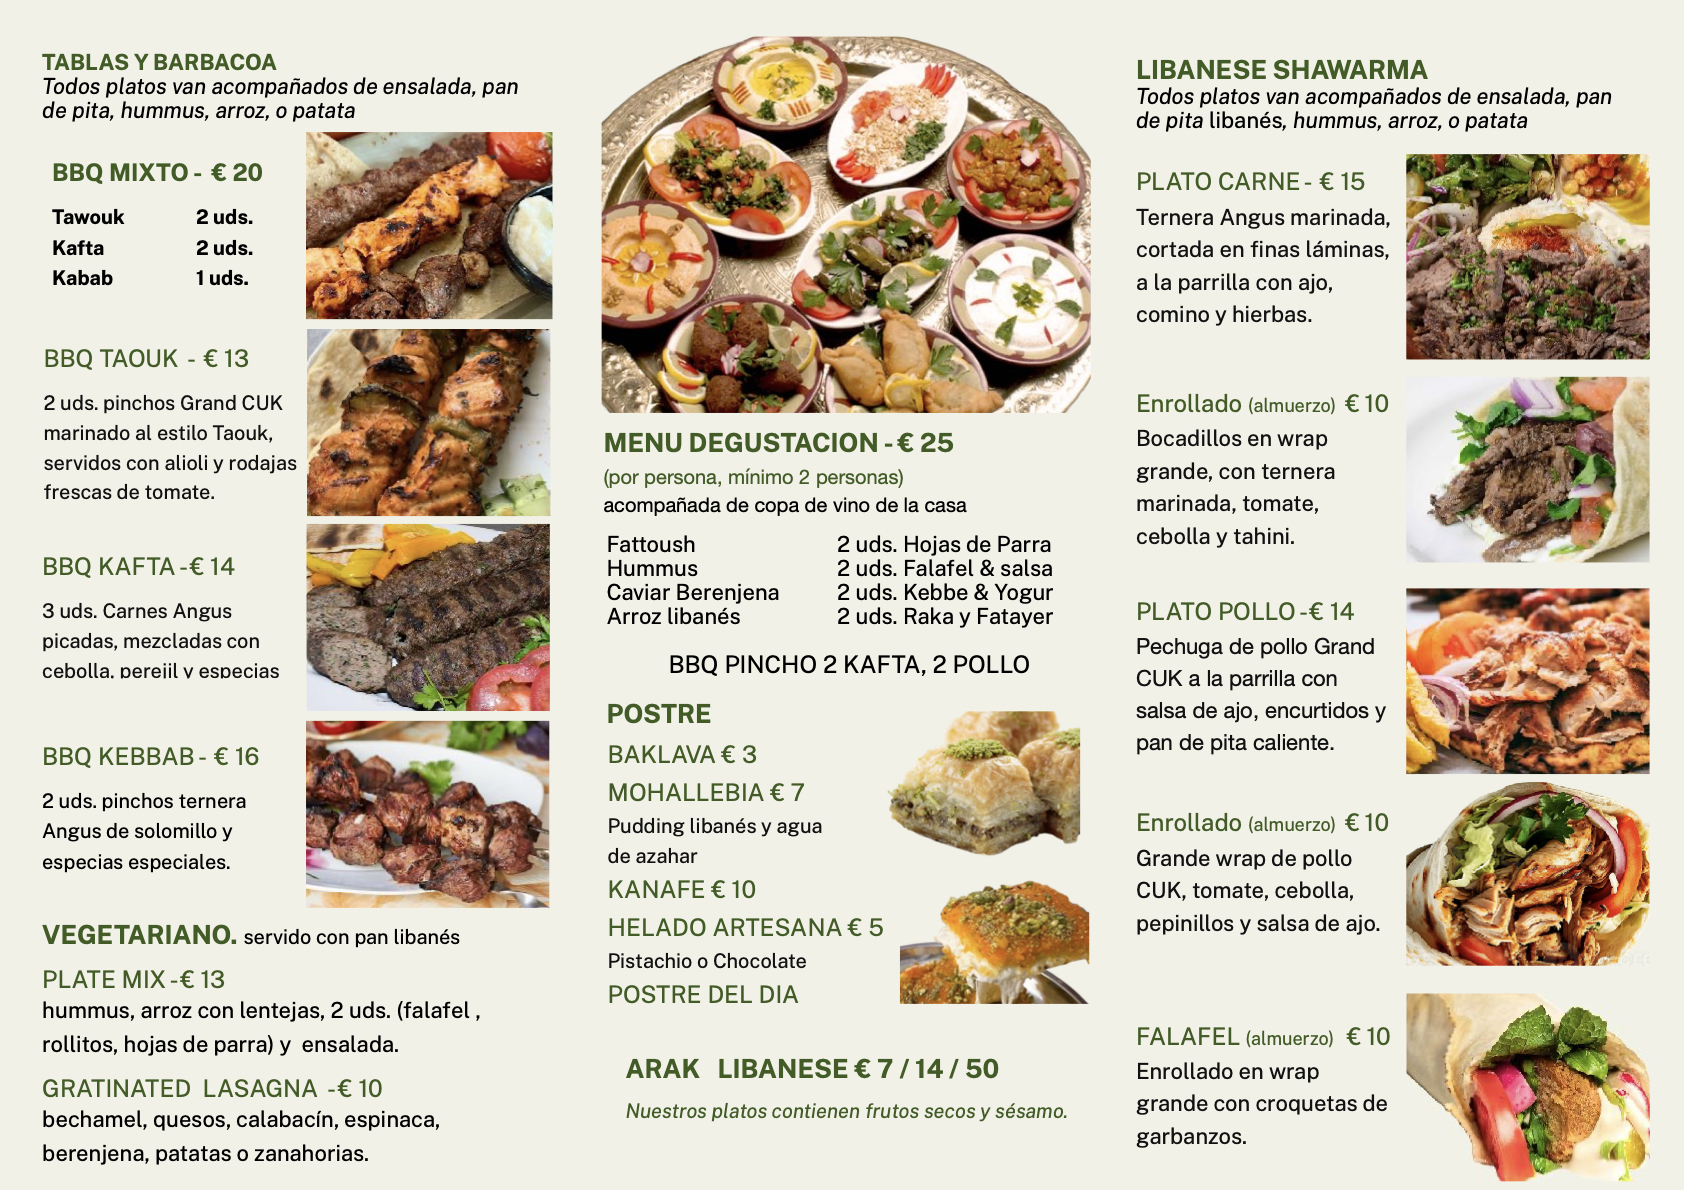 TABLAS Y BARBACOA
Todos platos van acompañados de ensalada, pan
de pita, hummus, arroz, o patata
BBQ MIXTO - € 20
Tawouk 2 uds.
Kafta 2 uds.
Kabab 1 uds.
BBQ TAOUK - € 13
2 uds. pinchos Grand CUK
marinado al estilo Taouk,
servidos con alioli y rodajas
frescas de tomate.
BBQ KAFTA -€ 14
3 uds. Carnes Angus
picadas, mezcladas con
cebolla, perejil y especias
BBQ KEBBAB - € 16
2 uds. pinchos ternera
Angus de solomillo y
especias especiales.
VEGETARIANO. servido con pan libanés
PLATE MIX -€ 13
hummus, arroz con lentejas, 2 uds. (falafel ,
rollitos, hojas de parra) y ensalada.
GRATINATED LASAGNA -€ 10
bechamel, quesos, calabacín, espinaca,
berenjena, patatas o zanahorias.
MENU DEGUSTACION - € 25
(por persona, mínimo 2 personas)
acompañada de copa de vino de la casa
Fattoush 2 uds. Hojas de Parra
Hummus 2 uds. Falafel & salsa
Caviar Berenjena 2 uds. Kebbe & Yogur
Arroz libanés 2 uds. Raka y Fatayer
BBQ PINCHO 2 KAFTA, 2 POLLO
POSTRE
BAKLAVA € 3
MOHALLEBIA € 7
Pudding libanés y agua
de azahar
KANAFE € 10
HELADO ARTESANA € 5
Pistachio o Chocolate
POSTRE DEL DIA
ARAK LIBANESE € 7 / 14 / 50
Nuestros platos contienen frutos secos y sésamo.
LIBANESE SHAWARMA
Todos platos van acompañados de ensalada, pan
de pita libanés, hummus, arroz, o patata
PLATO CARNE - € 15
Ternera Angus marinada,
cortada en finas láminas,
a la parrilla con ajo,
comino y hierbas.
Enrollado (almuerzo) € 10
Bocadillos en wrap
grande, con ternera
marinada, tomate,
cebolla y tahini.
PLATO POLLO -€ 14
Pechuga de pollo Grand
CUK a la parrilla con
salsa de ajo, encurtidos y
pan de pita caliente.
Enrollado (almuerzo) € 10
Grande wrap de pollo
CUK, tomate, cebolla,
pepinillos y salsa de ajo.
FALAFEL (almuerzo) € 10
Enrollado en wrap
grande con croquetas de
garbanzos.